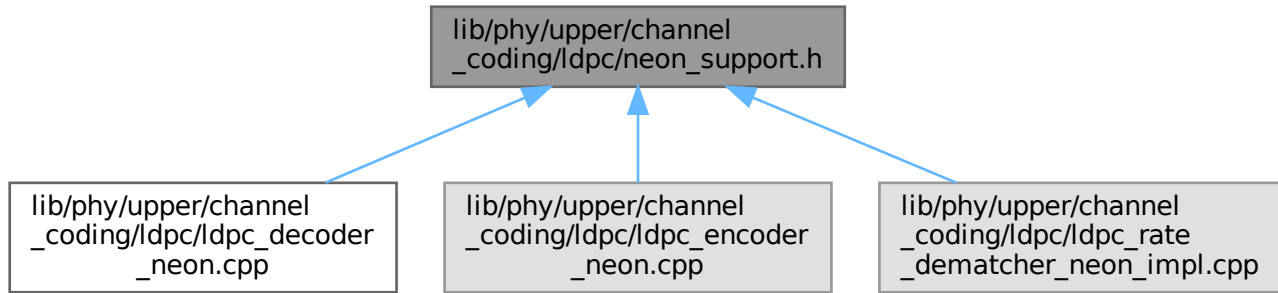 lib/phy/upper/channel
_coding/ldpc/neon_support.h
lib/phy/upper/channel
_coding/ldpc/ldpc_decoder
_neon.cpp
lib/phy/upper/channel
_coding/ldpc/ldpc_encoder
_neon.cpp
lib/phy/upper/channel
_coding/ldpc/ldpc_rate
_dematcher_neon_impl.cpp